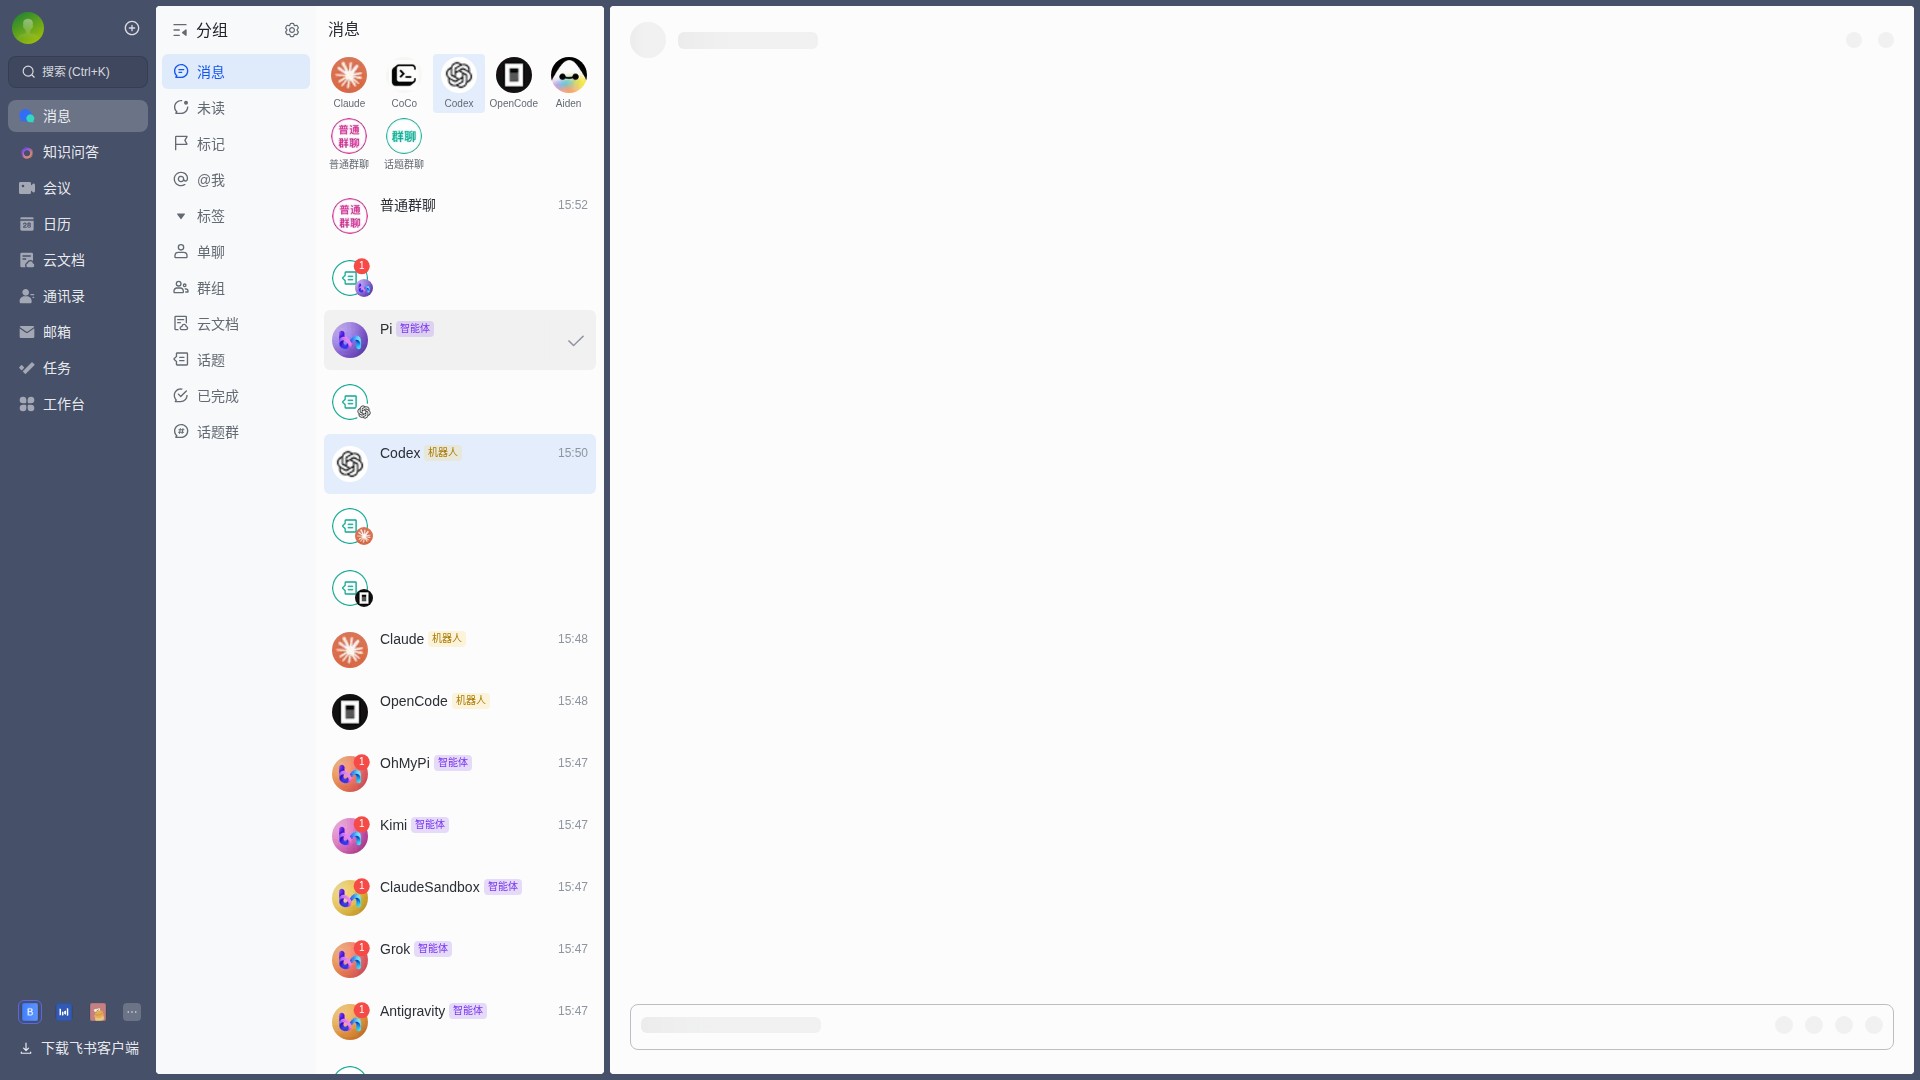 搜索 (Ctrl+K)
消息
知识问答
会议
日历
云文档
通讯录
邮箱
任务
工作台
B
下载飞书客户端
分组
消息
未读
标记
@我
标签
单聊
群组
云文档
话题
已完成
话题群
消息
Claude
CoCo
Codex
OpenCode
Aiden
普通
群聊
普通群聊
群聊
话题群聊
普通
群聊
普通群聊
15:52
1
Pi 智能体
Codex 机器人
15:50
Claude 机器人
15:48
OpenCode 机器人
15:48
1
OhMyPi 智能体
15:47
1
Kimi 智能体
15:47
1
ClaudeSandbox 智能体
15:47
1
Grok 智能体
15:47
1
Antigravity 智能体
15:47